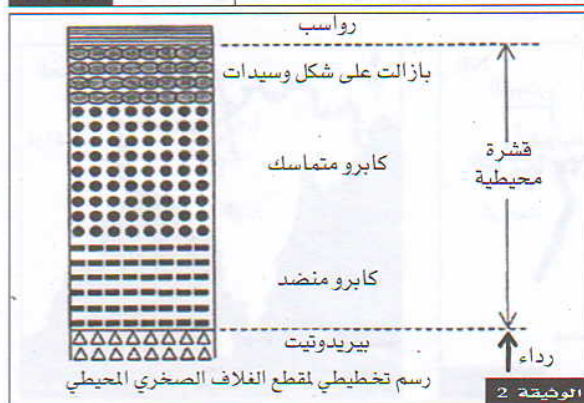 رواسب
بازالت على شكل وسيدات
كابرو متماسك
قشرة
محيطية
كابرو منضد
بيريدوتيت
رداء
رسم تخطيطي لمقطع الغلاف الصخري المحيطي
الوثيقة 2